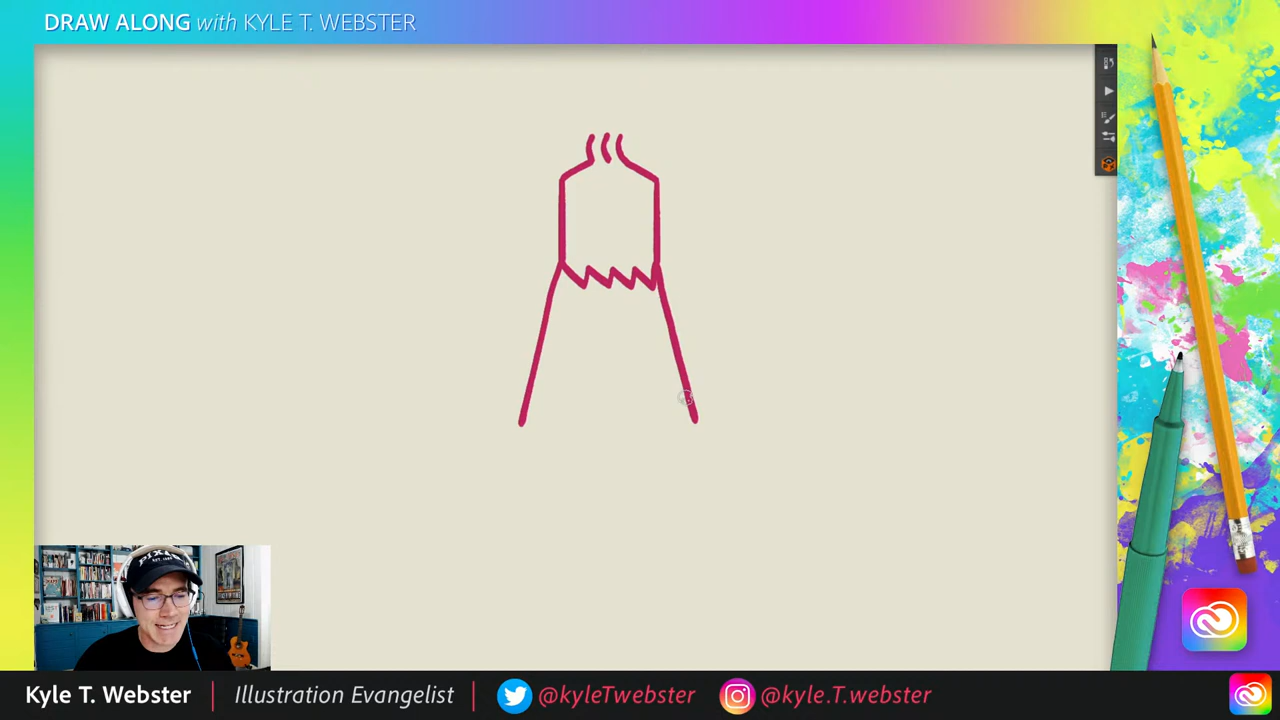 DRAW ALONG with KYLE T. WEBSTER
Kyle T. Webster | Illustration Evangelist | @kyleTwebster @kyle.T.webster